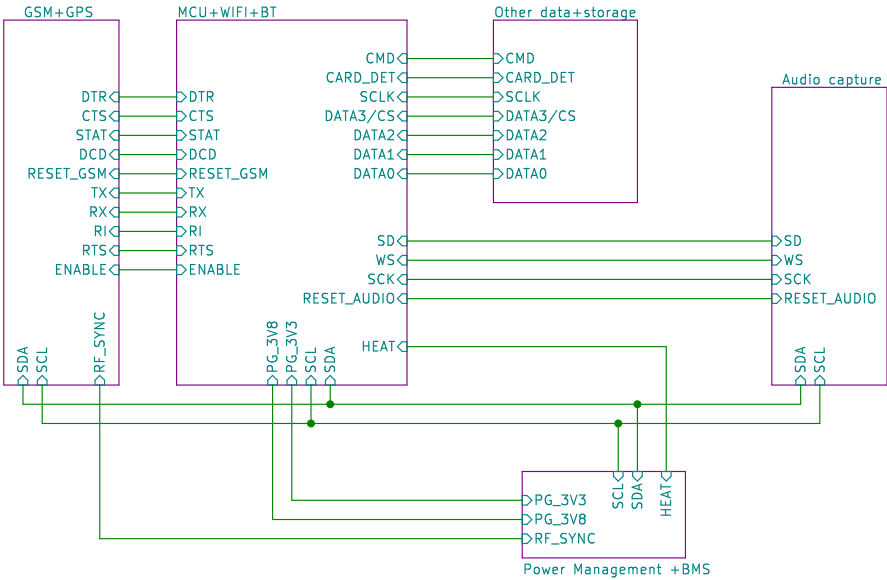 GSM+GPS
DTR
CTS
STAT
DCD
RESET_GSM
TX
RX
RI
RTS
ENABLE
SDA
SCL
RF_SYNC
MCU+WIFI+BT
DTR
CTS
STAT
DCD
RESET_GSM
TX
RX
RI
RTS
ENABLE
CMD
CARD_DET
SCLK
DATA3/CS
DATA2
DATA1
DATA0
SD
WS
SCK
RESET_AUDIO
HEAT
PG_3V8
PG_3V3
SCL
SDA
Other data+storage
CMD
CARD_DET
SCLK
DATA3/CS
DATA2
DATA1
DATA0
Audio capture
SD
WS
SCK
RESET_AUDIO
SDA
SCL
SCL
SDA
HEAT
PG_3V3
PG_3V8
RF_SYNC
Power Management +BMS